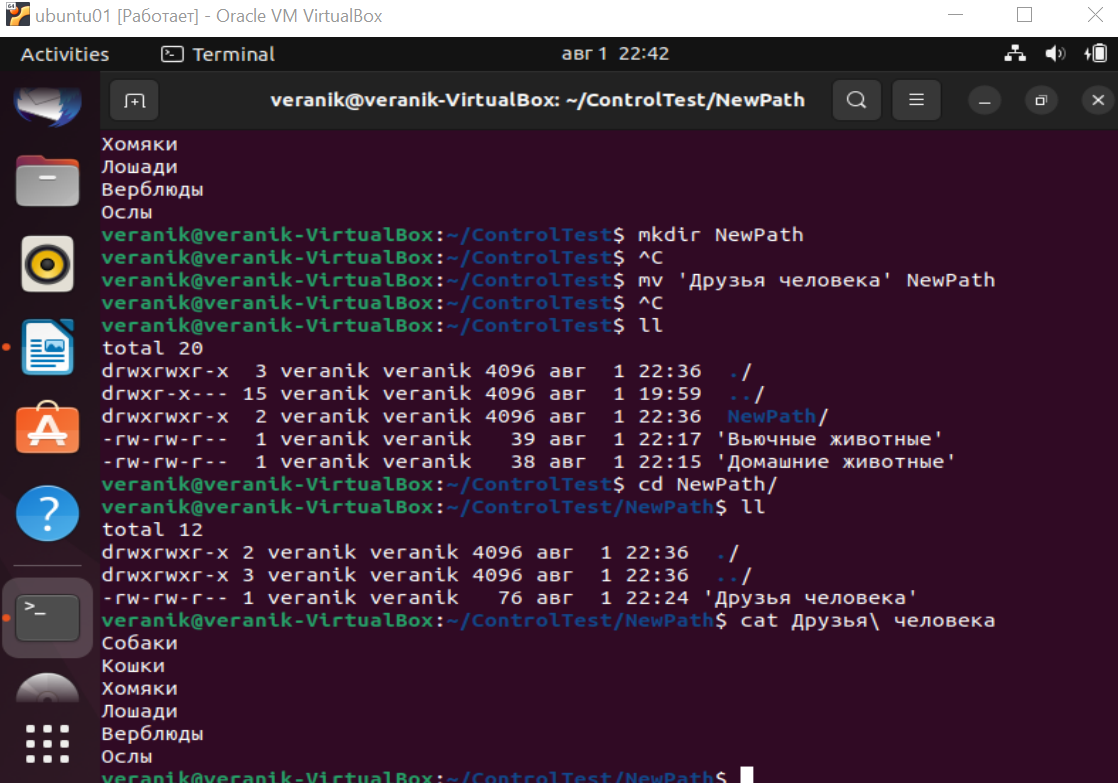 ubuntu01 [Работает] - Oracle VM VirtualBox
Activities Terminal авг 1 22:42
veranik@veranik-VirtualBox: ~/ControlTest/NewPath
Хомяки
Лошади
Верблюды
Ослы
veranik@veranik-VirtualBox:~/ControlTest$ mkdir NewPath
veranik@veranik-VirtualBox:~/ControlTest$ ^C
veranik@veranik-VirtualBox:~/ControlTest$ mv 'Друзья человека' NewPath
veranik@veranik-VirtualBox:~/ControlTest$ ^C
veranik@veranik-VirtualBox:~/ControlTest$ ll
total 20
drwxrwxr-x  3 veranik veranik 4096 авг  1 22:36  ./
drwxr-x--- 15 veranik veranik 4096 авг  1 19:59  ../
drwxrwxr-x  2 veranik veranik 4096 авг  1 22:36  NewPath/
-rw-rw-r--  1 veranik veranik   39 авг  1 22:17 'Вьючные животные'
-rw-rw-r--  1 veranik veranik   38 авг  1 22:15 'Домашние животные'
veranik@veranik-VirtualBox:~/ControlTest$ cd NewPath/
veranik@veranik-VirtualBox:~/ControlTest/NewPath$ ll
total 12
drwxrwxr-x 2 veranik veranik 4096 авг  1 22:36  ./
drwxrwxr-x 3 veranik veranik 4096 авг  1 22:36  ../
-rw-rw-r-- 1 veranik veranik   76 авг  1 22:24 'Друзья человека'
veranik@veranik-VirtualBox:~/ControlTest/NewPath$ cat Друзья\ человека
Собаки
Кошки
Хомяки
Лошади
Верблюды
Ослы
veranik@veranik-VirtualBox:~/ControlTest/NewPath$